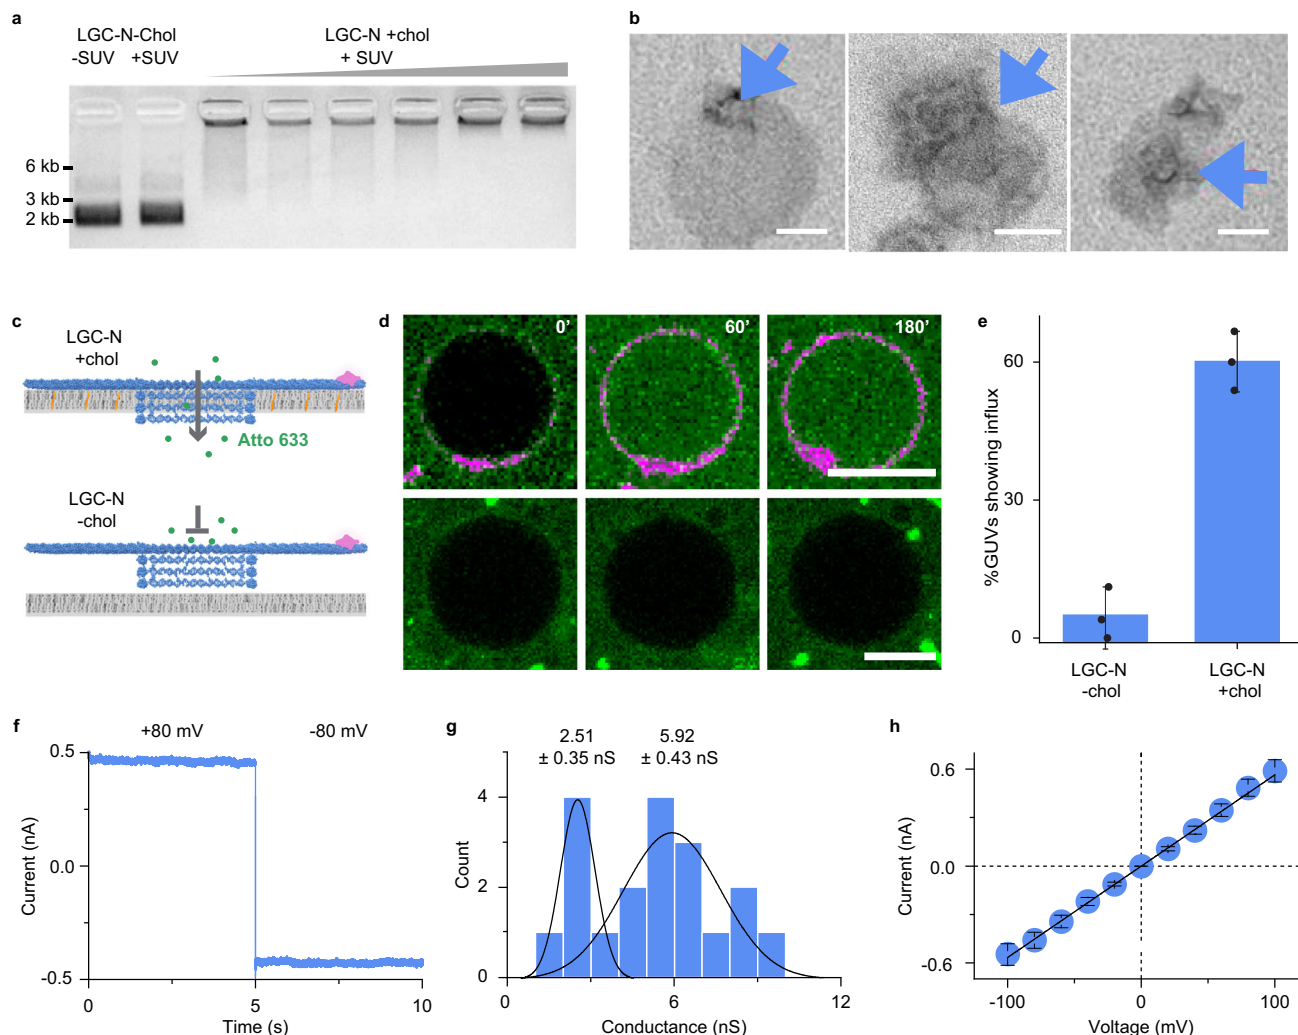 a
LGC-N-Chol
-SUV +SUV
LGC-N +chol
+ SUV
6 kb
3 kb
2 kb
b
c
LGC-N
+chol
Atto 633
LGC-N
-chol
d
0’
60’
180’
e
%GUVs showing influx
60
30
0
LGC-N
-chol
LGC-N
+chol
f
+80 mV
-80 mV
Current (nA)
0.5
0.0
-0.5
0
5
10
Time (s)
g
2.51
± 0.35 nS
5.92
± 0.43 nS
Count
4
2
0
0
6
12
Conductance (nS)
h
Current (nA)
0.6
0.0
-0.6
-100
0
100
Voltage (mV)